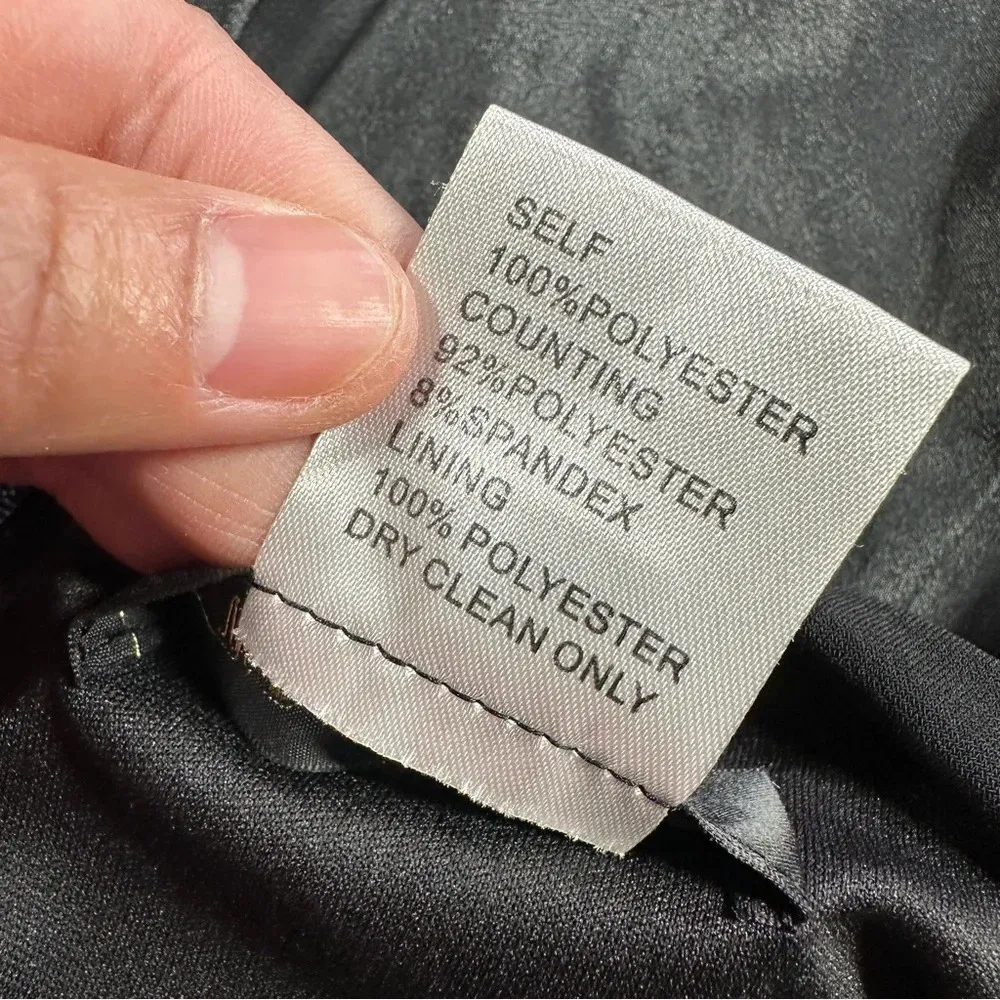 SELF
100%POLYESTER
COUNTING
92%POLYESTER
8%SPANDEX
LINING
100% POLYESTER
DRY CLEAN ONLY